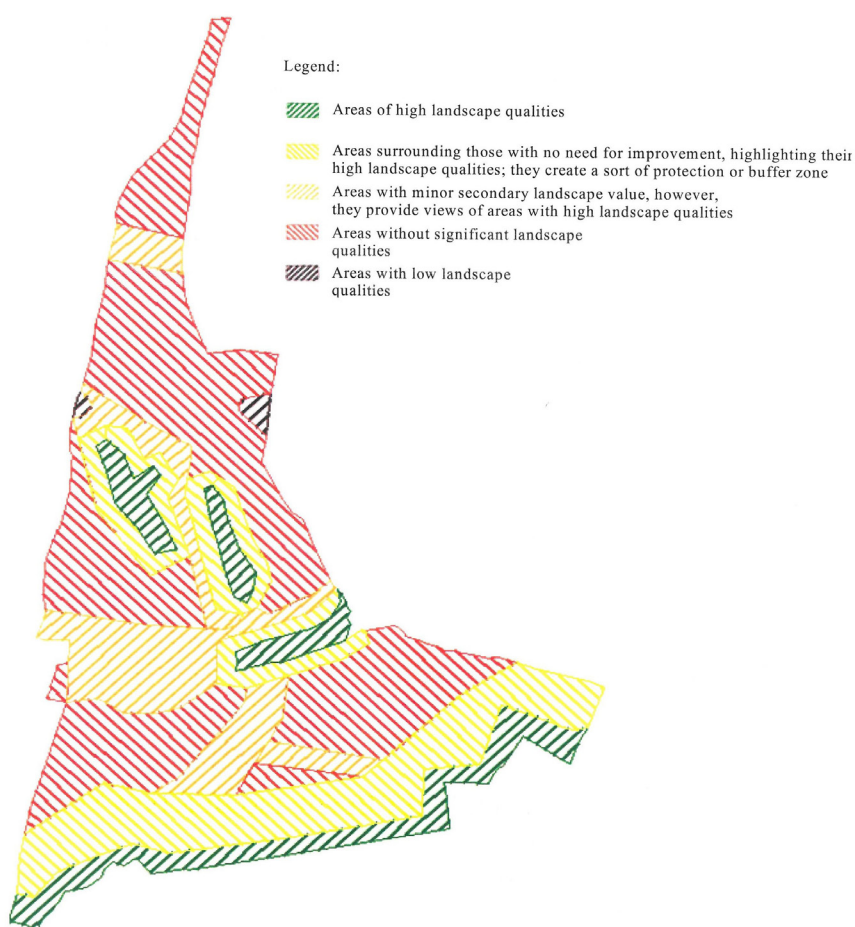 Legend:
Areas of high landscape qualities
Areas surrounding those with no need for improvement, highlighting their
high landscape qualities; they create a sort of protection or buffer zone
Areas with minor secondary landscape value, however,
they provide views of areas with high landscape qualities
Areas without significant landscape
qualities
Areas with low landscape
qualities